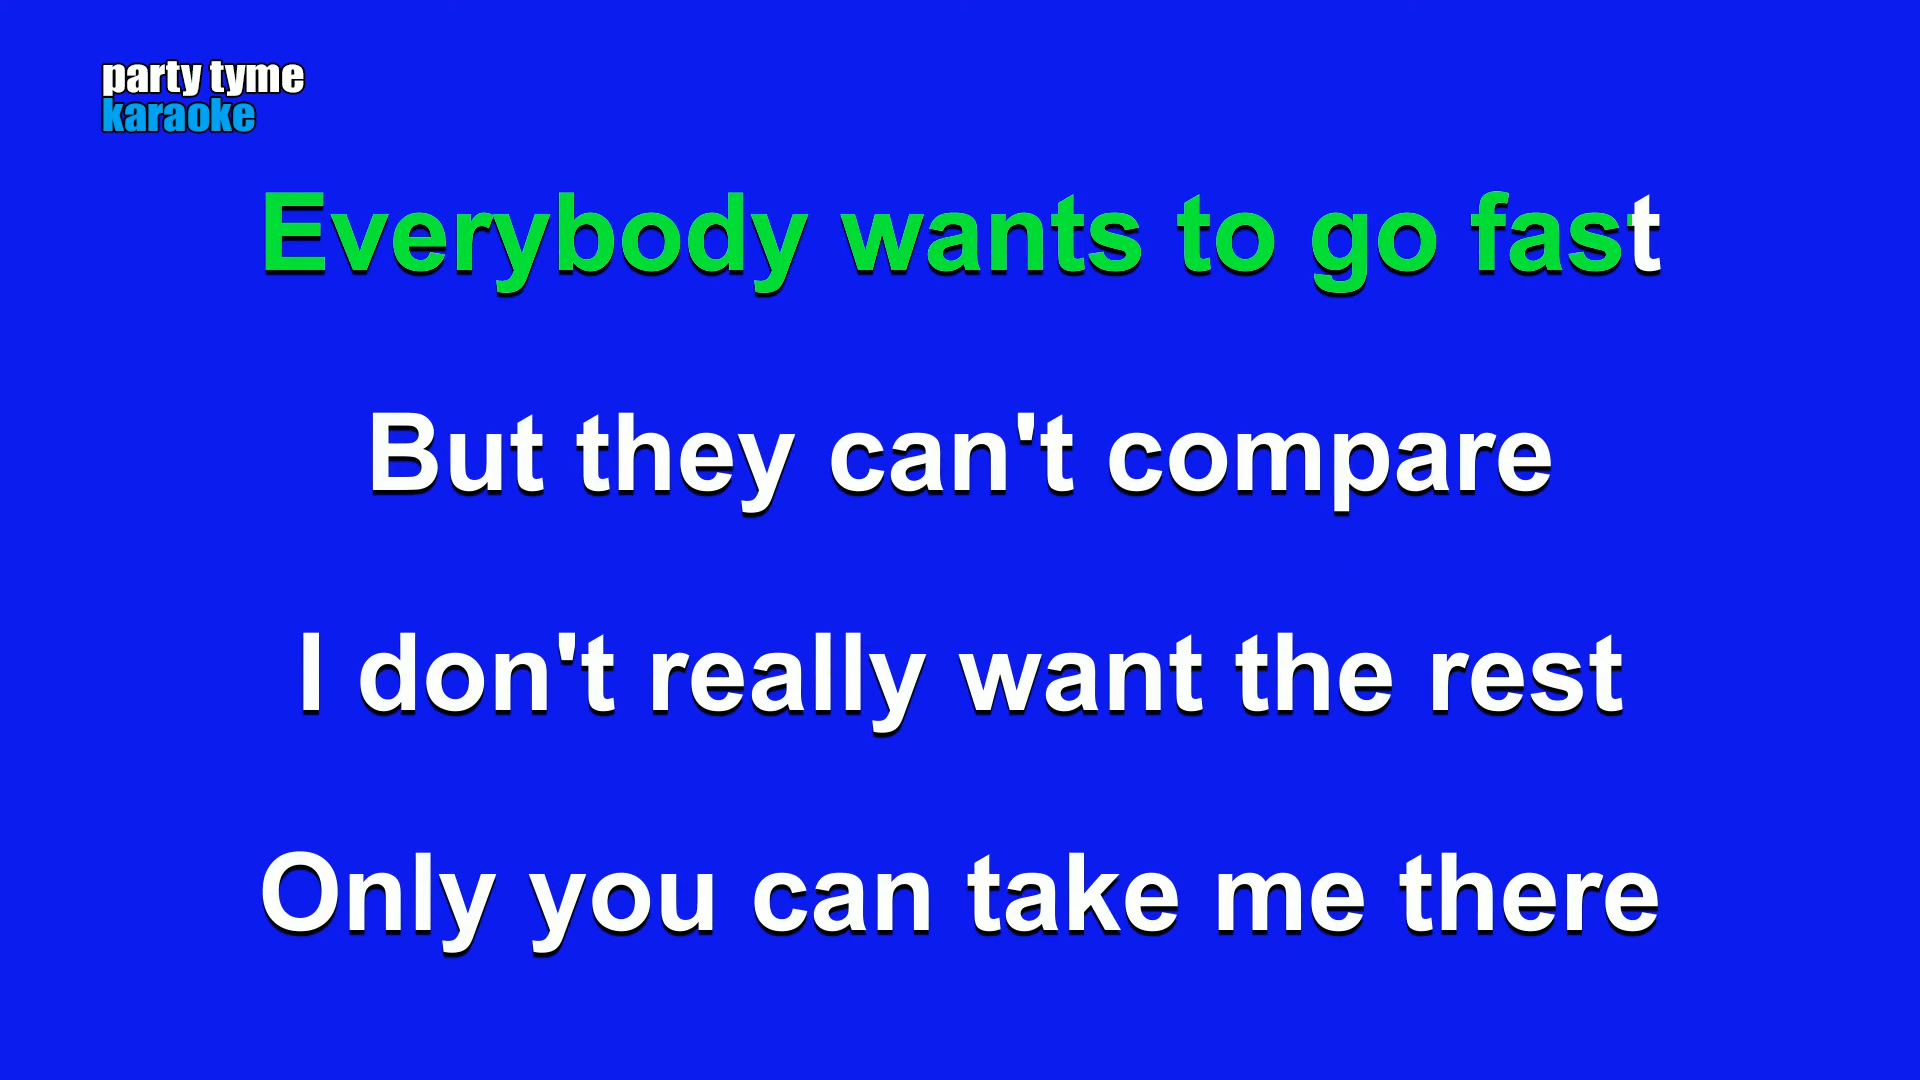 party tyme
karaoke
Everybody wants to go fast
But they can't compare
I don't really want the rest
Only you can take me there